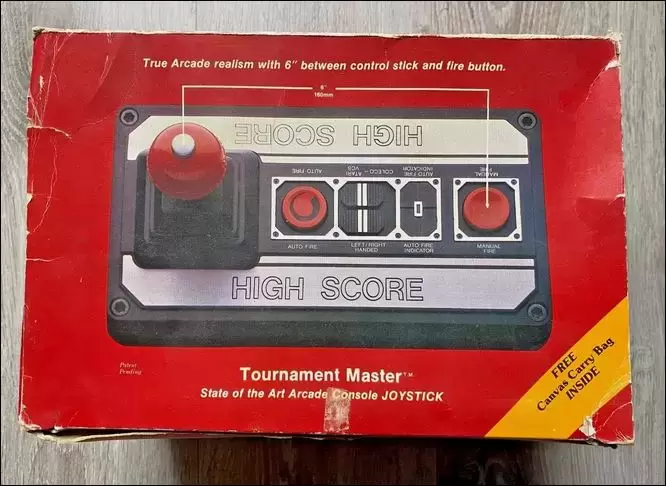 True Arcade realism with 6" between control stick and fire button.
6"
160mm
HIGH SCORE
AUTO FIRE
COLECO - ATARI
VCS
AUTO FIRE
INDICATOR
MANUAL
FIRE
AUTO FIRE
LEFT/RIGHT
HANDED
AUTO FIRE
INDICATOR
MANUAL
FIRE
HIGH SCORE
Patent
Pending
Tournament Master™
State of the Art Arcade Console JOYSTICK
FREE
Canvas Carry Bag
INSIDE